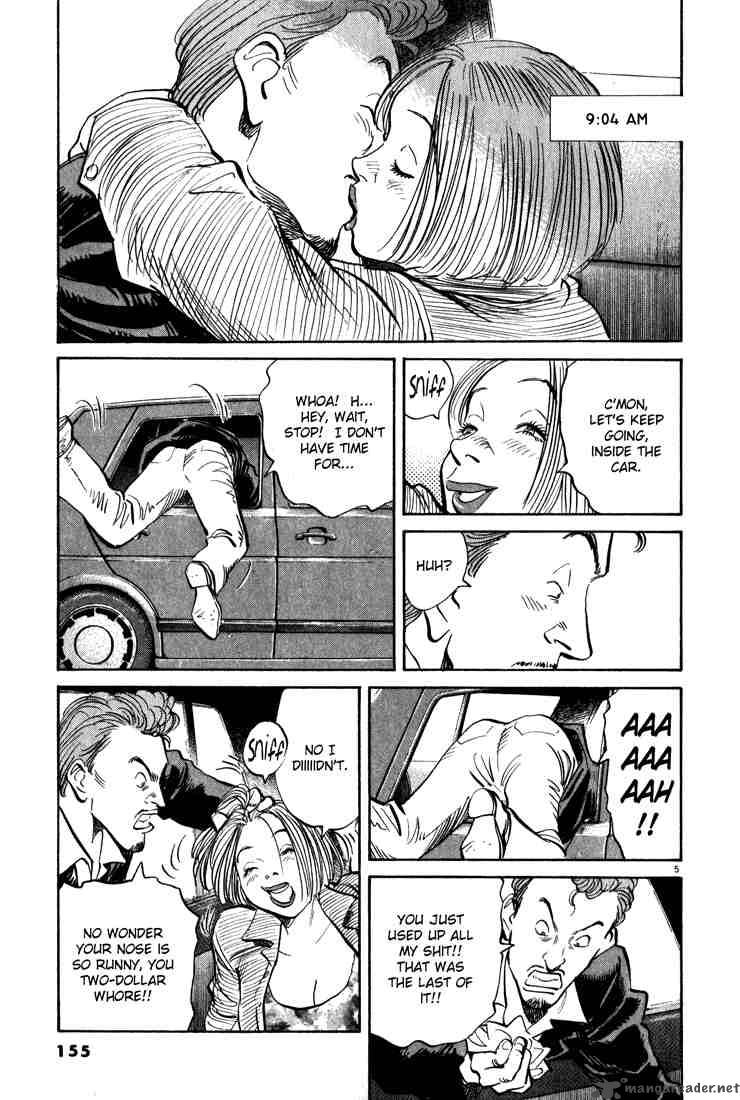 9:04 AM
C'MON,
LET'S KEEP
GOING,
INSIDE THE
CAR.
Sniff
HUH?
WHOA! H...
HEY, WAIT,
STOP! I DON'T
HAVE TIME
FOR...
AAA
AAA
AAH
!!
5
YOU JUST
USED UP ALL
MY SHIT!!
THAT WAS
THE LAST OF
IT!!
NO I
DIIIIIDN'T.
Sniff
NO WONDER
YOUR NOSE IS
SO RUNNY, YOU
TWO-DOLLAR
WHORE!!
155
mangareader.net